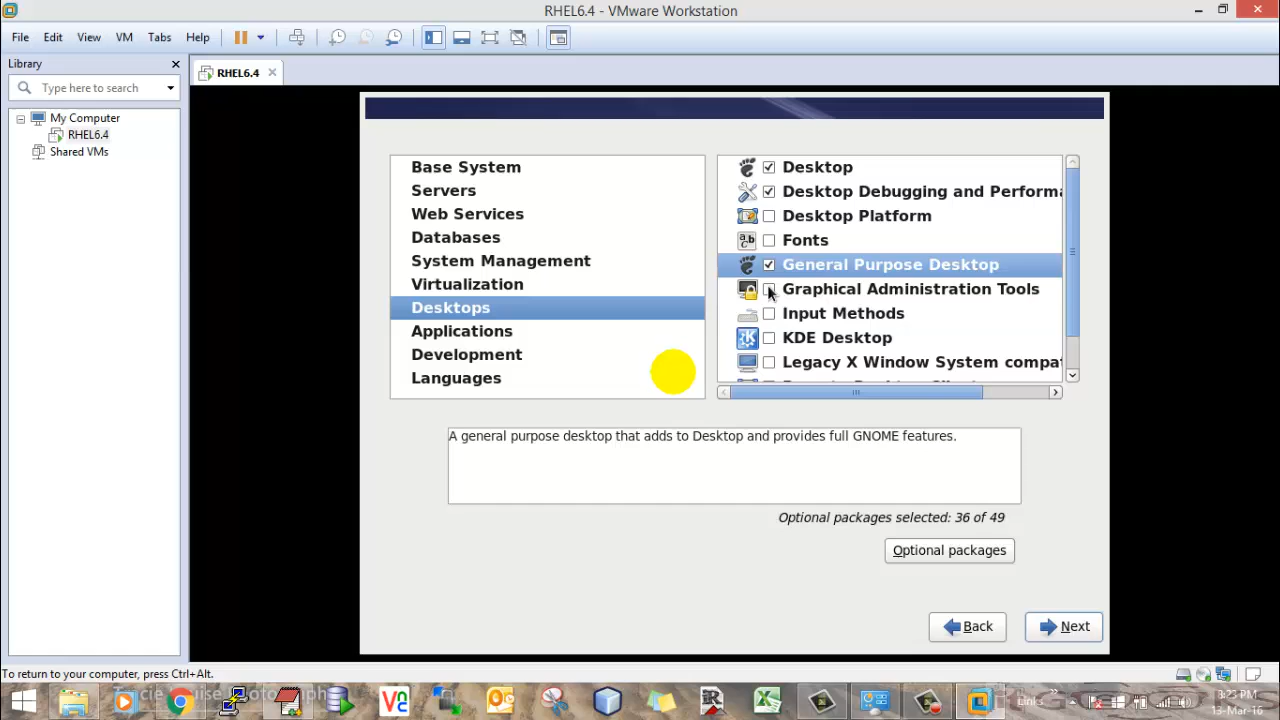 RHEL6.4 - VMware Workstation
File Edit View VM Tabs Help
Library
Type here to search
My Computer
RHEL6.4
Shared VMs
RHEL6.4
Base System
Servers
Web Services
Databases
System Management
Virtualization
Desktops
Applications
Development
Languages
Desktop
Desktop Debugging and Performa
Desktop Platform
Fonts
General Purpose Desktop
Graphical Administration Tools
Input Methods
KDE Desktop
Legacy X Window System compat
A general purpose desktop that adds to Desktop and provides full GNOME features.
Optional packages selected: 36 of 49
Optional packages
Back
Next
To return to your computer, press Ctrl+Alt.
Links
3:23 PM
13-Mar-16